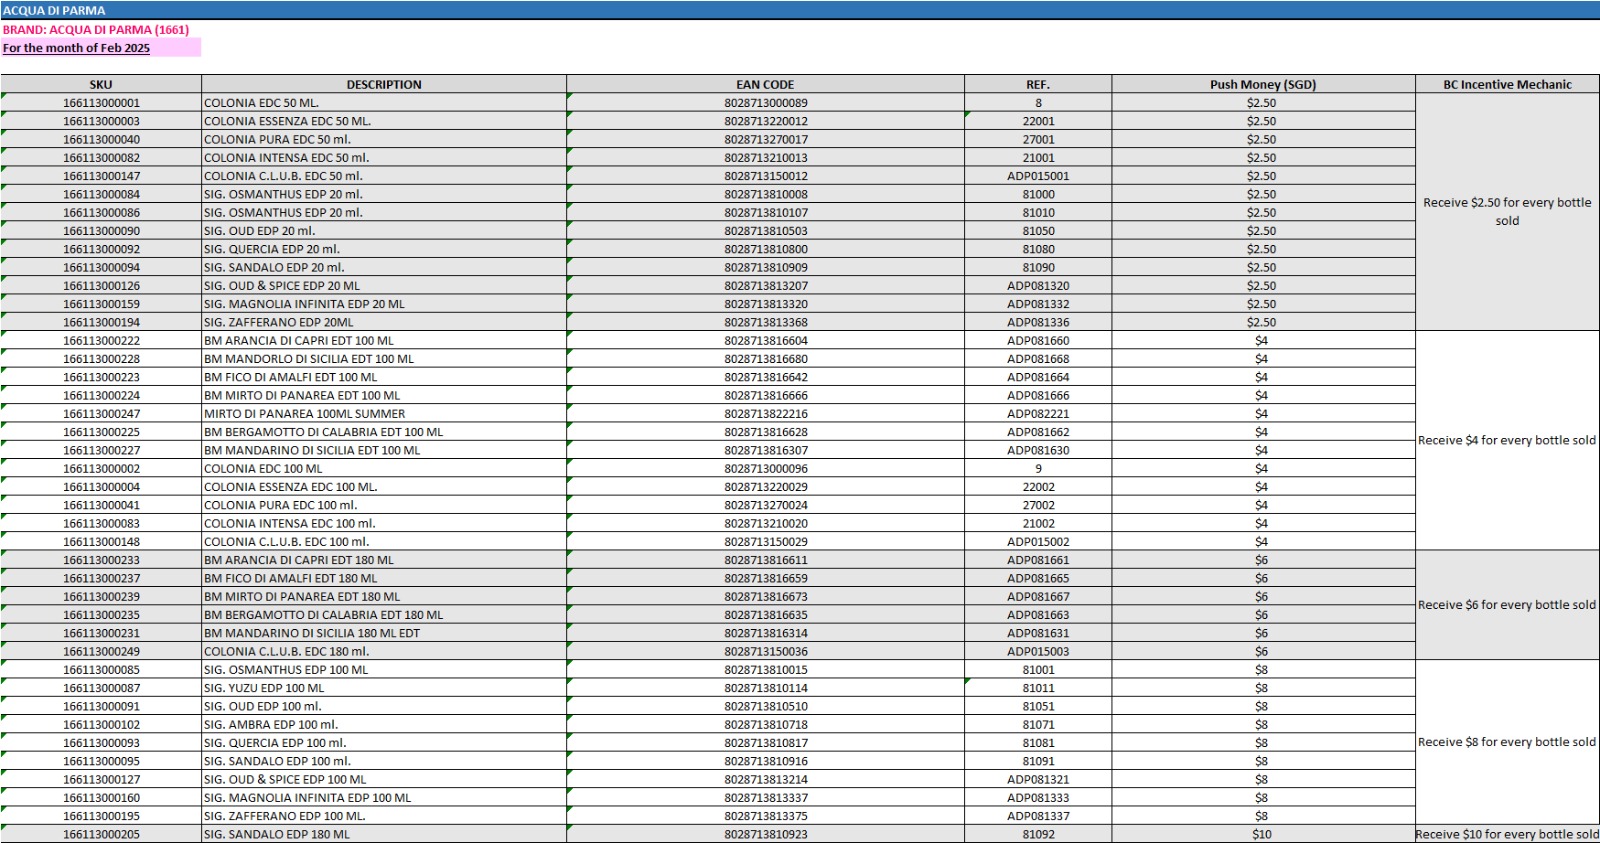 ACQUA DI PARMA
BRAND: ACQUA DI PARMA (1661)
For the month of Feb 2025
SKU DESCRIPTION EAN CODE REF. Push Money (SGD) BC Incentive Mechanic
166113000001 COLONIA EDC 50 ML. 8028713000089 8 $2.50
166113000003 COLONIA ESSENZA EDC 50 ML. 8028713220012 22001 $2.50
166113000040 COLONIA PURA EDC 50 ml. 8028713270017 27001 $2.50
166113000082 COLONIA INTENSA EDC 50 ml. 8028713210013 21001 $2.50
166113000147 COLONIA C.L.U.B. EDC 50 ml. 8028713150012 ADP015001 $2.50
166113000084 SIG. OSMANTHUS EDP 20 ml. 8028713810008 81000 $2.50
166113000086 SIG. OSMANTHUS EDP 20 ml. 8028713810107 81010 $2.50
Receive $2.50 for every bottle
sold
166113000090 SIG. OUD EDP 20 ml. 8028713810503 81050 $2.50
166113000092 SIG. QUERCIA EDP 20 ml. 8028713810800 81080 $2.50
166113000094 SIG. SANDALO EDP 20 ml. 8028713810909 81090 $2.50
166113000126 SIG. OUD & SPICE EDP 20 ML 8028713813207 ADP081320 $2.50
166113000159 SIG. MAGNOLIA INFINITA EDP 20 ML 8028713813320 ADP081332 $2.50
166113000194 SIG. ZAFFERANO EDP 20ML 8028713813368 ADP081336 $2.50
166113000222 BM ARANCIA DI CAPRI EDT 100 ML 8028713816604 ADP081660 $4
166113000228 BM MANDORLO DI SICILIA EDT 100 ML 8028713816680 ADP081668 $4
166113000223 BM FICO DI AMALFI EDT 100 ML 8028713816642 ADP081664 $4
166113000224 BM MIRTO DI PANAREA EDT 100 ML 8028713816666 ADP081666 $4
166113000247 MIRTO DI PANAREA 100ML SUMMER 8028713822216 ADP082221 $4
166113000225 BM BERGAMOTTO DI CALABRIA EDT 100 ML 8028713816628 ADP081662 $4
Receive $4 for every bottle sold
166113000227 BM MANDARINO DI SICILIA EDT 100 ML 8028713816307 ADP081630 $4
166113000002 COLONIA EDC 100 ML 8028713000096 9 $4
166113000004 COLONIA ESSENZA EDC 100 ML. 8028713220029 22002 $4
166113000041 COLONIA PURA EDC 100 ml. 8028713270024 27002 $4
166113000083 COLONIA INTENSA EDC 100 ml. 8028713210020 21002 $4
166113000148 COLONIA C.L.U.B. EDC 100 ml. 8028713150029 ADP015002 $4
166113000233 BM ARANCIA DI CAPRI EDT 180 ML 8028713816611 ADP081661 $6
166113000237 BM FICO DI AMALFI EDT 180 ML 8028713816659 ADP081665 $6
166113000239 BM MIRTO DI PANAREA EDT 180 ML 8028713816673 ADP081667 $6
Receive $6 for every bottle sold
166113000235 BM BERGAMOTTO DI CALABRIA EDT 180 ML 8028713816635 ADP081663 $6
166113000231 BM MANDARINO DI SICILIA 180 ML EDT 8028713816314 ADP081631 $6
166113000249 COLONIA C.L.U.B. EDC 180 ml. 8028713150036 ADP015003 $6
166113000085 SIG. OSMANTHUS EDP 100 ML 8028713810015 81001 $8
166113000087 SIG. YUZU EDP 100 ML 8028713810114 81011 $8
166113000091 SIG. OUD EDP 100 ml. 8028713810510 81051 $8
166113000102 SIG. AMBRA EDP 100 ml. 8028713810718 81071 $8
166113000093 SIG. QUERCIA EDP 100 ml. 8028713810817 81081 $8 Receive $8 for every bottle sold
166113000095 SIG. SANDALO EDP 100 ml. 8028713810916 81091 $8
166113000127 SIG. OUD & SPICE EDP 100 ML 8028713813214 ADP081321 $8
166113000160 SIG. MAGNOLIA INFINITA EDP 100 ML 8028713813337 ADP081333 $8
166113000195 SIG. ZAFFERANO EDP 100 ML. 8028713813375 ADP081337 $8
166113000205 SIG. SANDALO EDP 180 ML 8028713810923 81092 $10 Receive $10 for every bottle sold